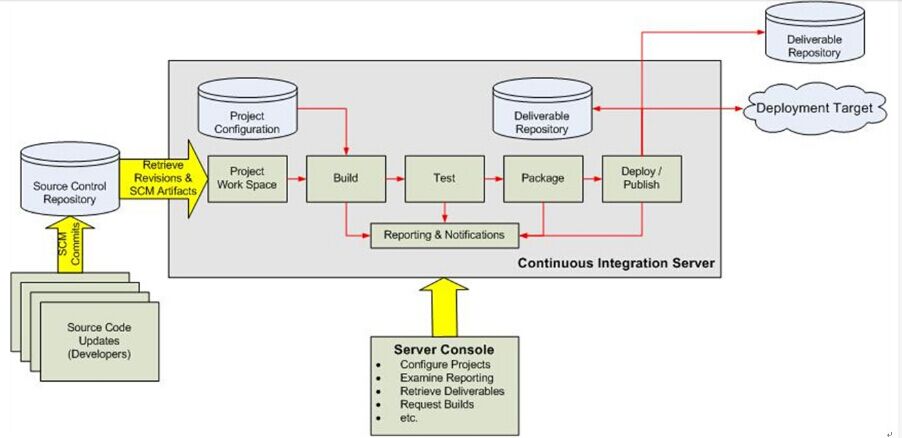 Deliverable
Repository
Deployment Target
Project
Configuration
Deliverable
Repository
Source Control
Repository
Retrieve
Revisions &
SCM Artifacts
Project
Work Space
Build
Test
Package
Deploy /
Publish
Reporting & Notifications
Continuous Integration Server
SCM
Commits
Source Code
Updates
(Developers)
Server Console
• Configure Projects
• Examine Reporting
• Retrieve Deliverables
• Request Builds
• etc.